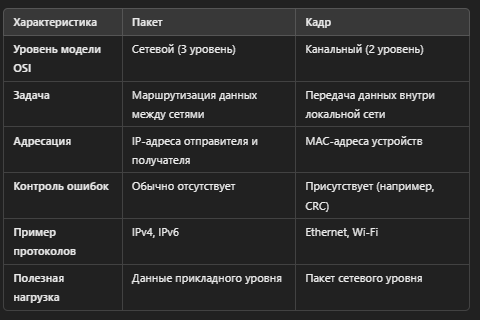 Характеристика Пакет Кадр
Уровень модели Сетевой (3 уровень) Канальный (2 уровень)
OSI
Задача Маршрутизация данных Передача данных внутри
между сетями локальной сети
Адресация IP-адреса отправителя и MAC-адреса устройств
получателя
Контроль ошибок Обычно отсутствует Присутствует (например,
CRC)
Пример IPv4, IPv6 Ethernet, Wi-Fi
протоколов
Полезная Данные прикладного уровня Пакет сетевого уровня
нагрузка